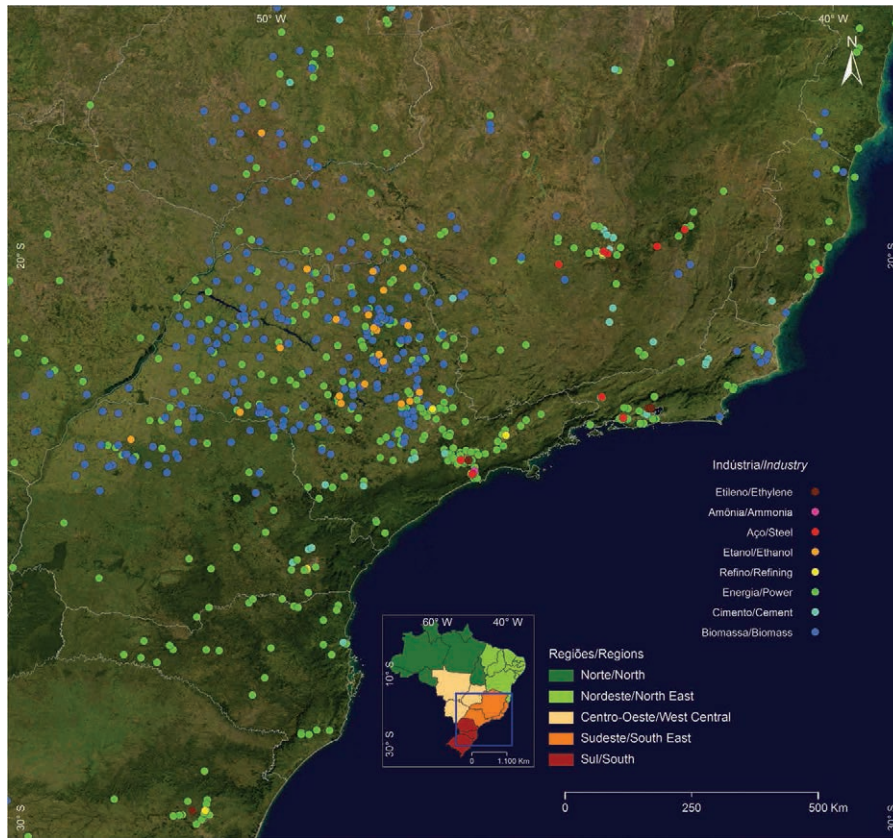 50° W
40° W
N
20° S
20° S
Indústria/Industry
Etileno/Ethylene
Amônia/Ammonia
Aço/Steel
Etanol/Ethanol
Refino/Refining
Energia/Power
Cimento/Cement
Biomassa/Biomass
60° W
40° W
10° S
30° S
0
1.100 Km
Regiões/Regions
Norte/North
Nordeste/North East
Centro-Oeste/West Central
Sudeste/South East
Sul/South
0
250
500 Km
30° S
30° S